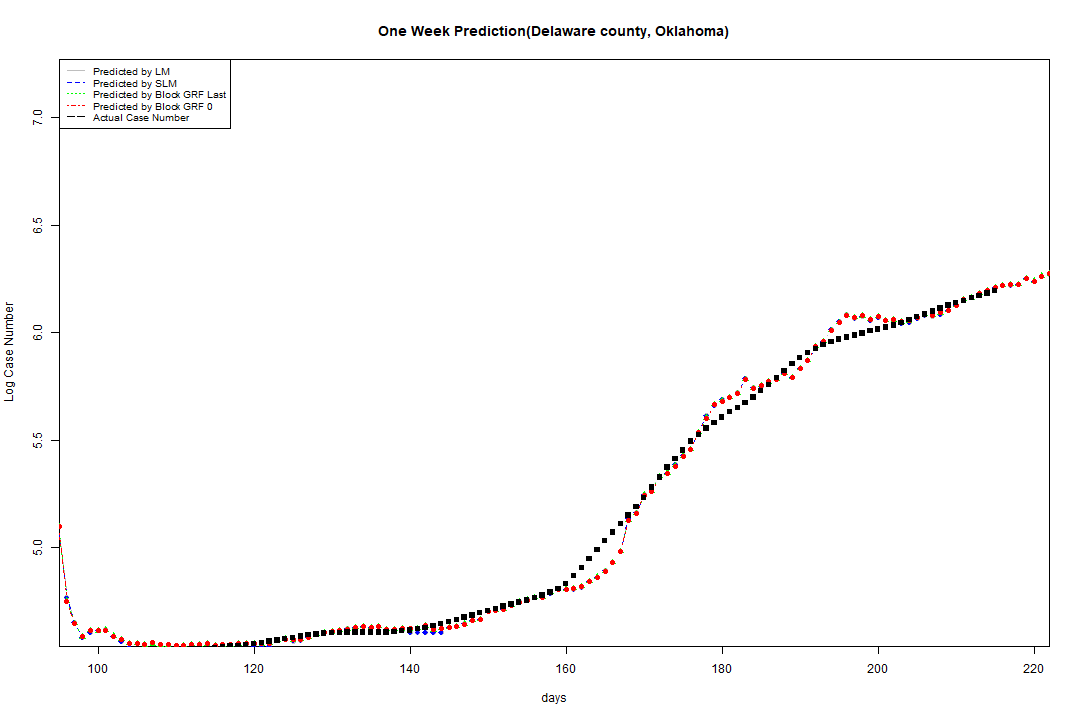 One Week Prediction(Delaware county, Oklahoma)
Predicted by LM
Predicted by SLM
Predicted by Block GRF Last
Predicted by Block GRF 0
Actual Case Number
Log Case Number
7.0
6.5
6.0
5.5
5.0
100 120 140 160 180 200 220
days